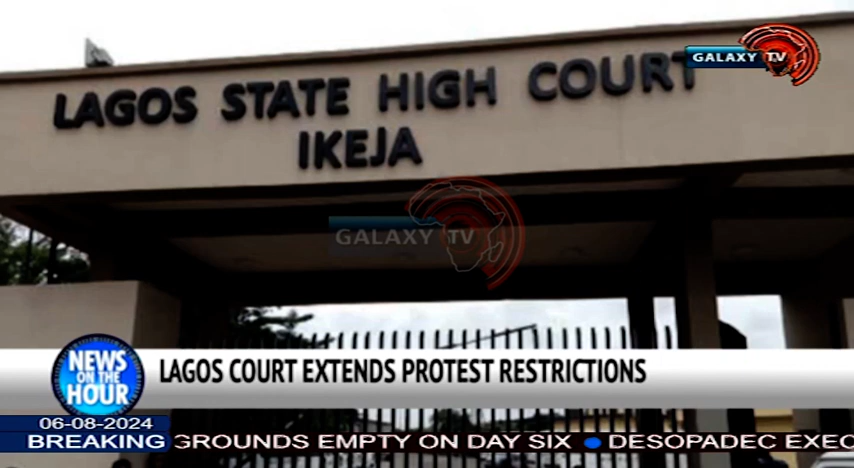 LAGOS STATE HIGH COURT
IKEJA
GALAXY TV
GALAXY TV
NEWS
ON THE
HOUR
LAGOS COURT EXTENDS PROTEST RESTRICTIONS
06-08-2024
BREAKING
GROUNDS EMPTY ON DAY SIX • DESOPADEC EXEC